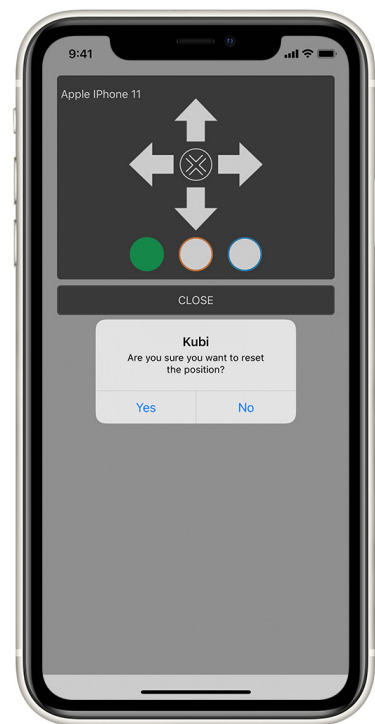 9:41
Apple IPhone 11
CLOSE
Kubi
Are you sure you want to reset
the position?
Yes
No